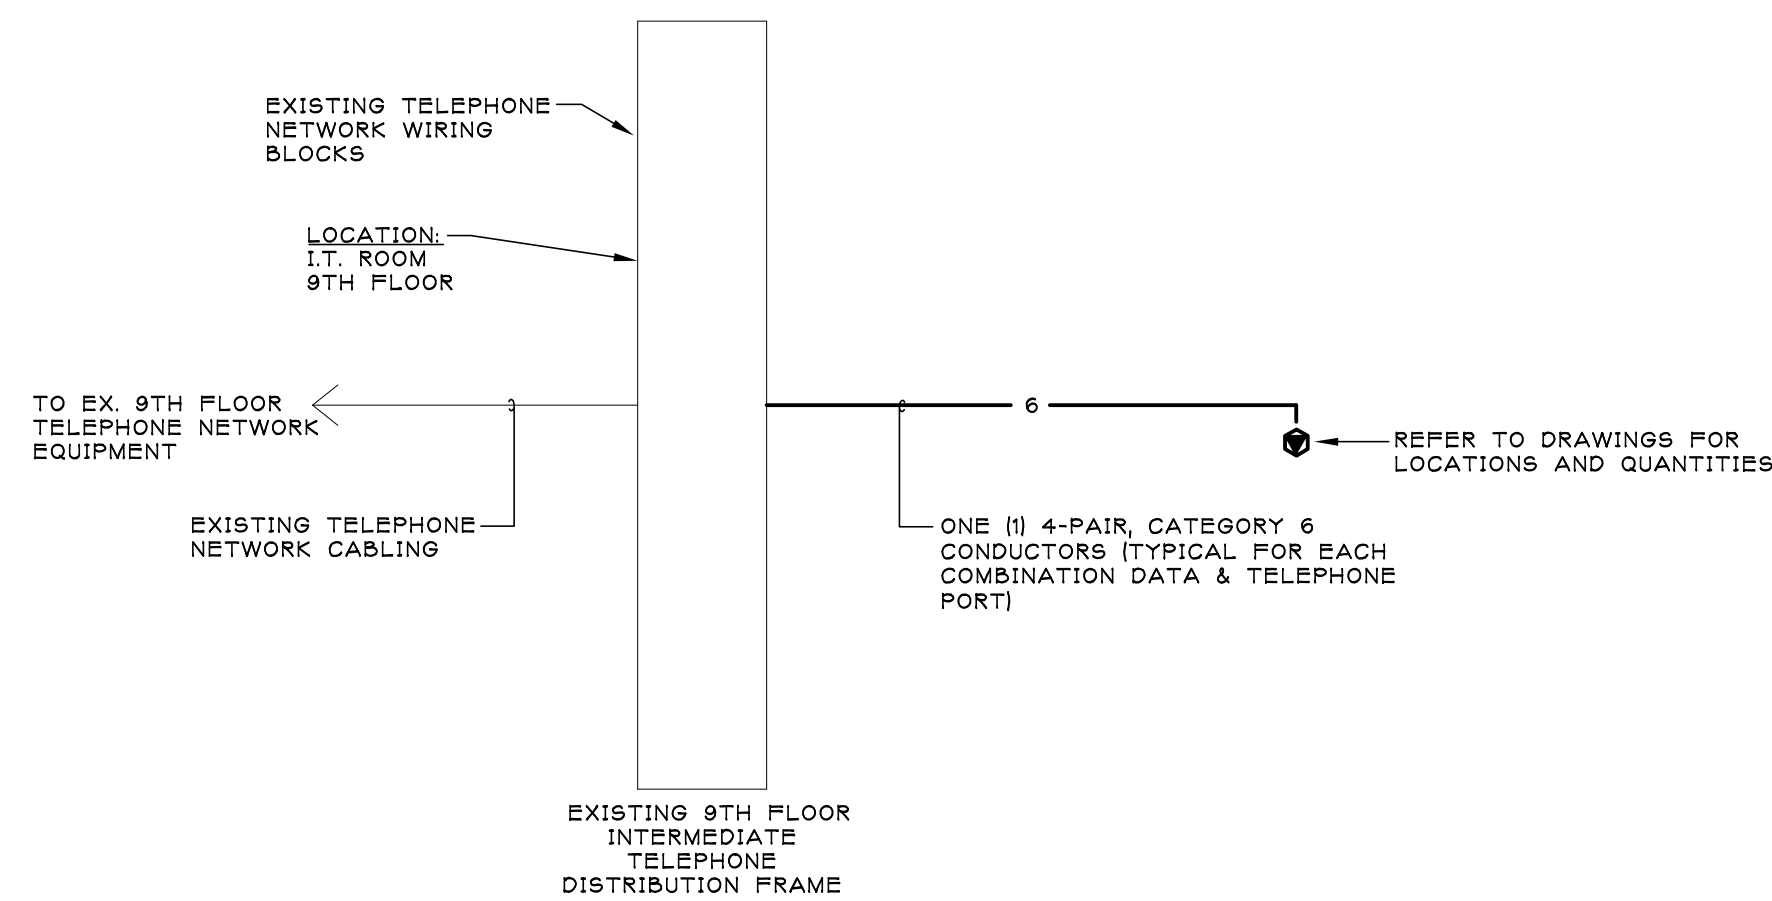 EXISTING TELEPHONE
NETWORK WIRING
BLOCKS
LOCATION:
I.T. ROOM
9TH FLOOR
TO EX. 9TH FLOOR
TELEPHONE NETWORK
EQUIPMENT
6
REFER TO DRAWINGS FOR
LOCATIONS AND QUANTITIES
EXISTING TELEPHONE
NETWORK CABLING
ONE (1) 4-PAIR, CATEGORY 6
CONDUCTORS (TYPICAL FOR EACH
COMBINATION DATA & TELEPHONE
PORT)
EXISTING 9TH FLOOR
INTERMEDIATE
TELEPHONE
DISTRIBUTION FRAME